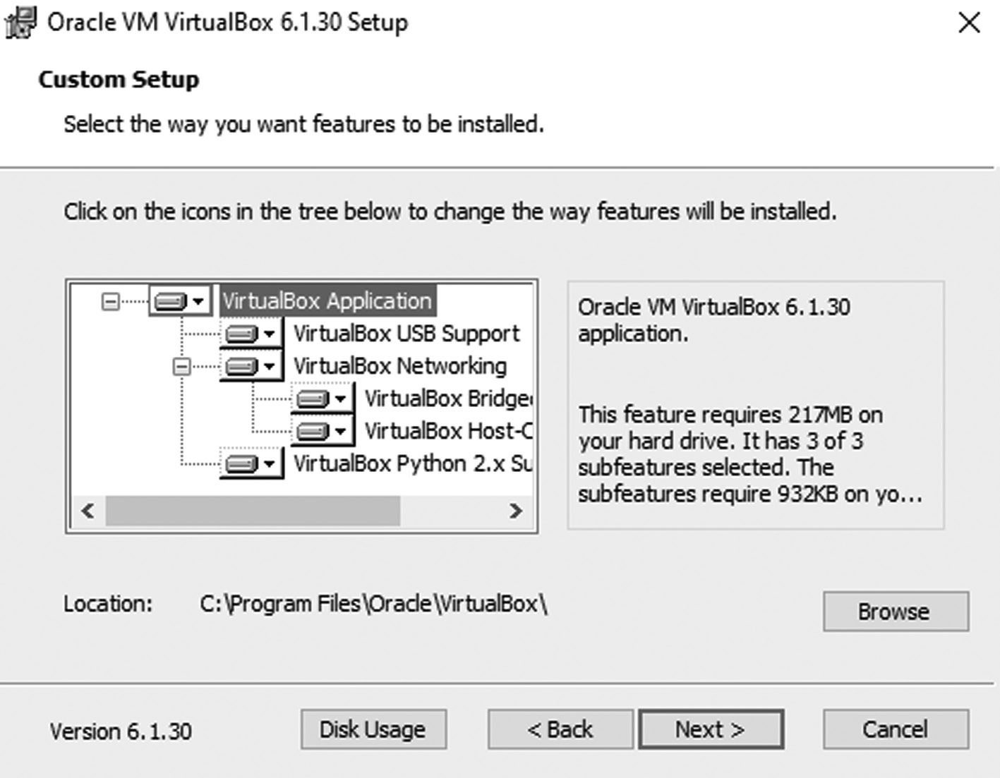 Oracle VM VirtualBox 6.1.30 Setup
Custom Setup
Select the way you want features to be installed.
Click on the icons in the tree below to change the way features will be installed.
VirtualBox Application
VirtualBox USB Support
VirtualBox Networking
VirtualBox Bridge
VirtualBox Host-C
VirtualBox Python 2.x Su
Oracle VM VirtualBox 6.1.30
application.
This feature requires 217MB on
your hard drive. It has 3 of 3
subfeatures selected. The
subfeatures require 932KB on yo...
Location: C:\Program Files\Oracle\VirtualBox\
Browse
Version 6.1.30
Disk Usage
< Back
Next >
Cancel